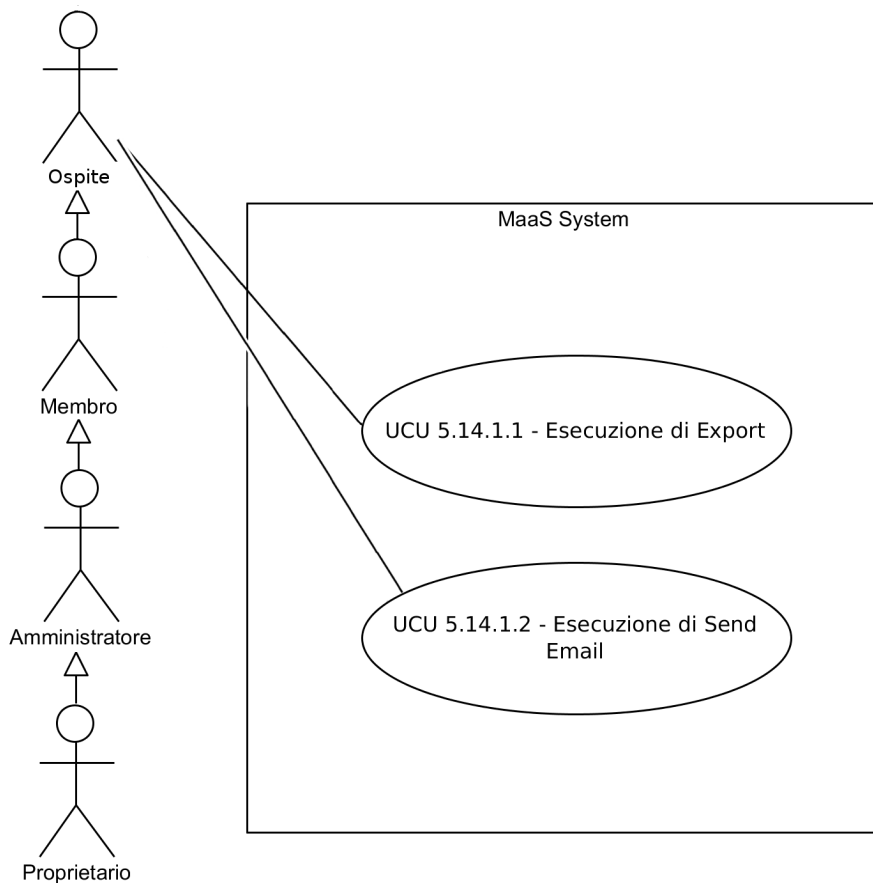 Ospite
MaaS System
Membro
UCU 5.14.1.1 - Esecuzione di Export
Amministratore
UCU 5.14.1.2 - Esecuzione di Send
Email
Proprietario